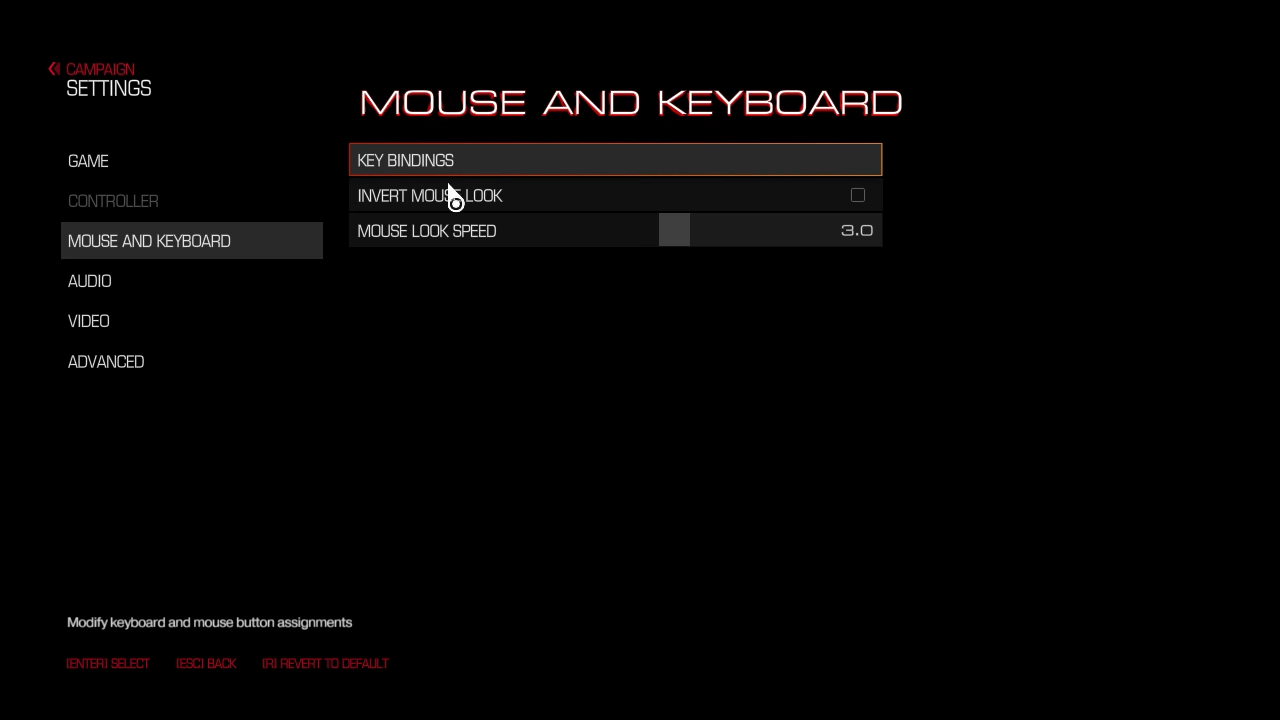 CAMPAIGN
SETTINGS
MOUSE AND KEYBOARD
GAME
CONTROLLER
MOUSE AND KEYBOARD
AUDIO
VIDEO
ADVANCED
KEY BINDINGS
INVERT MOUSE LOOK
MOUSE LOOK SPEED 3.0
Modify keyboard and mouse button assignments
[ENTER] SELECT [ESC] BACK [R] REVERT TO DEFAULT